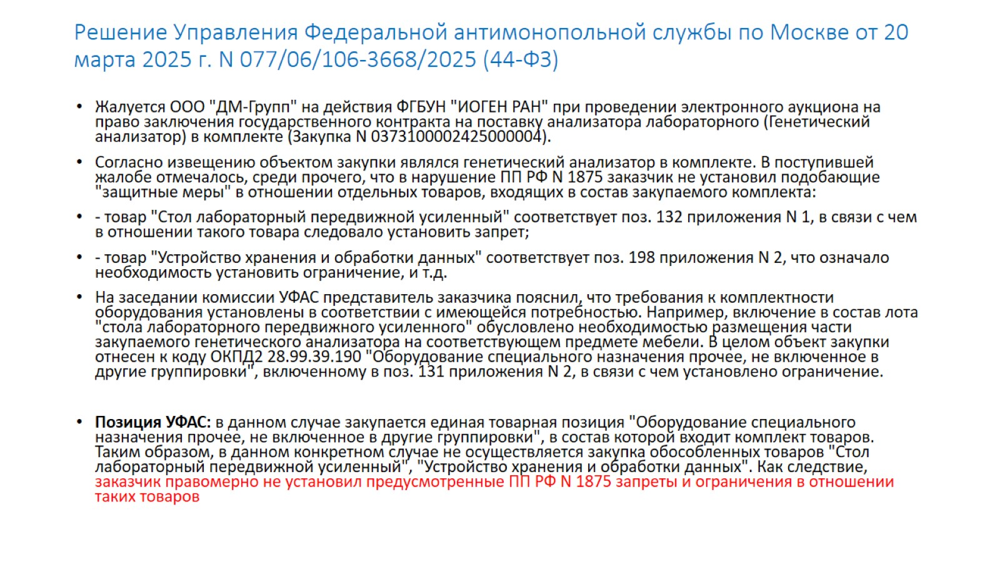 Решение Управления Федеральной антимонопольной службы по Москве от 20
марта 2025 г. N 077/06/106-3668/2025 (44-ФЗ)
• Жалуется ООО "ДМ-Групп" на действия ФГБУН "ИОГЕН РАН" при проведении электронного аукциона на
право заключения государственного контракта на поставку анализатора лабораторного (Генетический
анализатор) в комплекте (Закупка N 0373100002425000004).
• Согласно извещению объектом закупки являлся генетический анализатор в комплекте. В поступившей
жалобе отмечалось, среди прочего, что в нарушение ПП РФ N 1875 заказчик не установил подобающие
"защитные меры" в отношении отдельных товаров, входящих в состав закупаемого комплекта:
• - товар "Стол лабораторный передвижной усиленный" соответствует поз. 132 приложения N 1, в связи с чем
в отношении такого товара следовало установить запрет;
• - товар "Устройство хранения и обработки данных" соответствует поз. 198 приложения N 2, что означало
необходимость установить ограничение, и т.д.
• На заседании комиссии УФАС представитель заказчика пояснил, что требования к комплектности
оборудования установлены в соответствии с имеющейся потребностью. Например, включение в состав лота
"стола лабораторного передвижного усиленного" обусловлено необходимостью размещения части
закупаемого генетического анализатора на соответствующем предмете мебели. В целом объект закупки
отнесен к коду ОКПД2 28.99.39.190 "Оборудование специального назначения прочее, не включенное в
другие группировки", включенному в поз. 131 приложения N 2, в связи с чем установлено ограничение.
• Позиция УФАС: в данном случае закупается единая товарная позиция "Оборудование специального
назначения прочее, не включенное в другие группировки", в состав которой входит комплект товаров.
Таким образом, в данном конкретном случае не осуществляется закупка обособленных товаров "Стол
лабораторный передвижной усиленный", "Устройство хранения и обработки данных". Как следствие,
заказчик правомерно не установил предусмотренные ПП РФ N 1875 запреты и ограничения в отношении
таких товаров